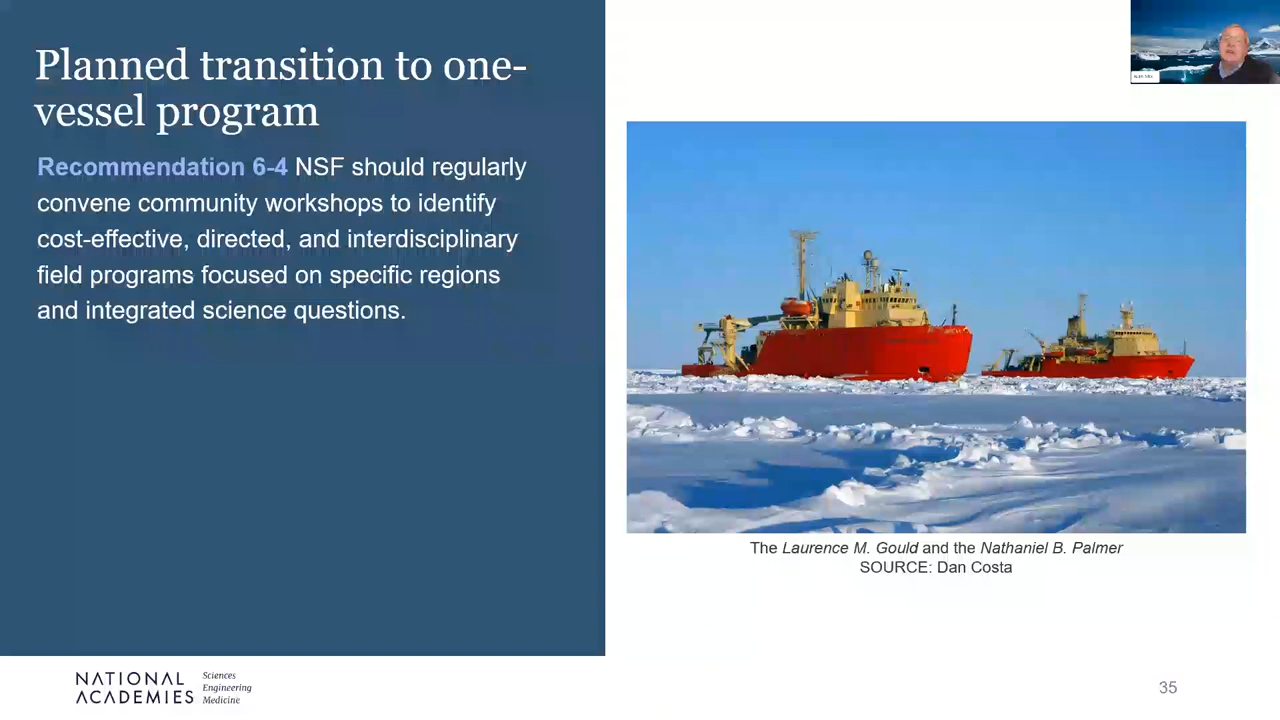 Planned transition to one-
vessel program
Recommendation 6-4 NSF should regularly
convene community workshops to identify
cost-effective, directed, and interdisciplinary
field programs focused on specific regions
and integrated science questions.
The Laurence M. Gould and the Nathaniel B. Palmer
SOURCE: Dan Costa
NATIONAL
ACADEMIES
Sciences
Engineering
Medicine
35